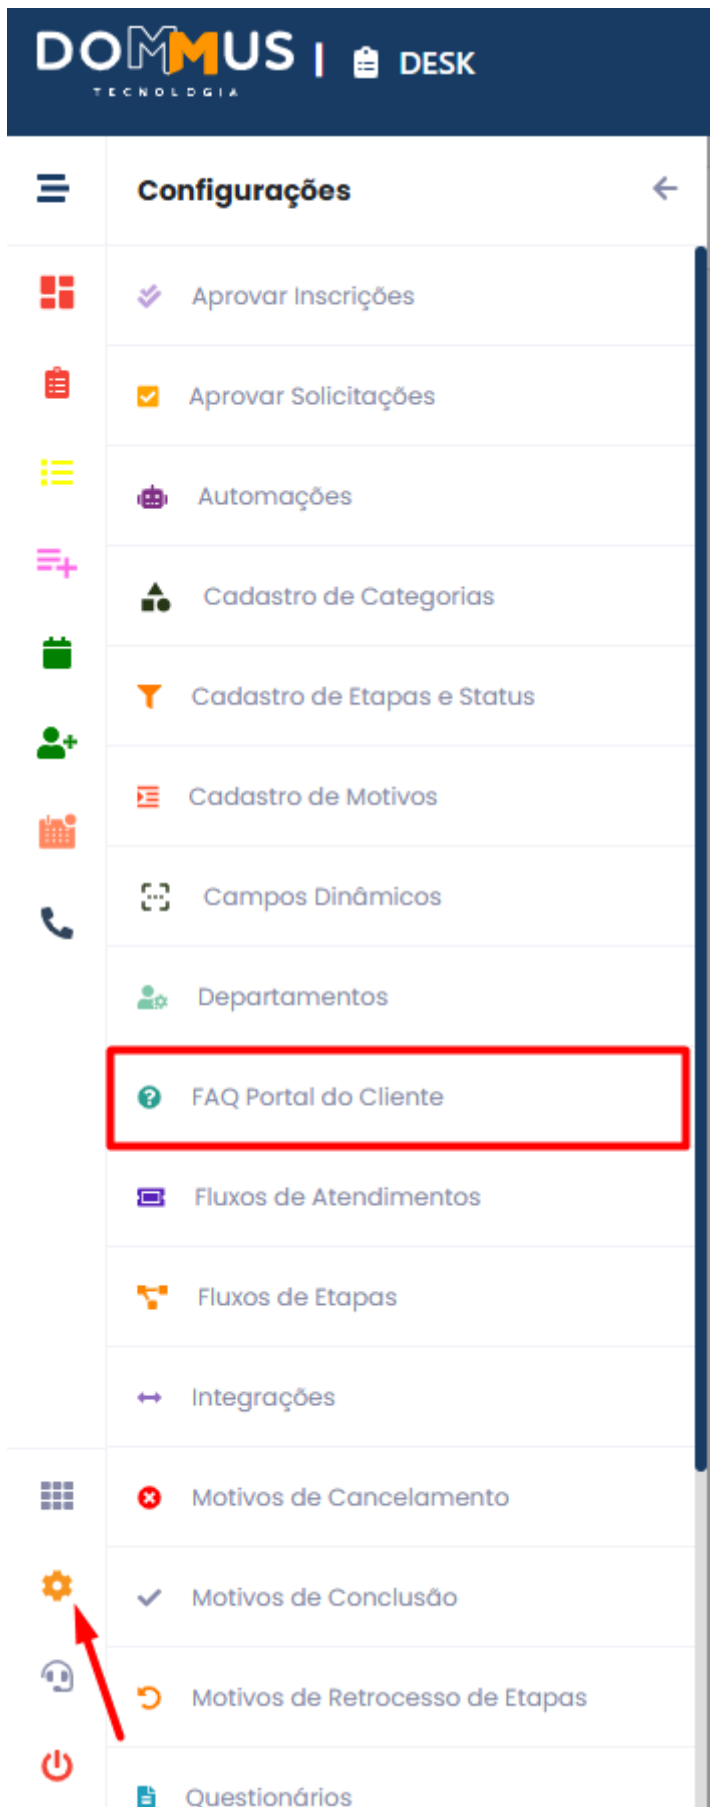 DOMMUS | DESK
TECNOLOGIA
Configurações
Aprovar Inscrições
Aprovar Solicitações
Automações
Cadastro de Categorias
Cadastro de Etapas e Status
Cadastro de Motivos
Campos Dinâmicos
Departamentos
FAQ Portal do Cliente
Fluxos de Atendimentos
Fluxos de Etapas
Integrações
Motivos de Cancelamento
Motivos de Conclusão
Motivos de Retrocesso de Etapas
Questionários